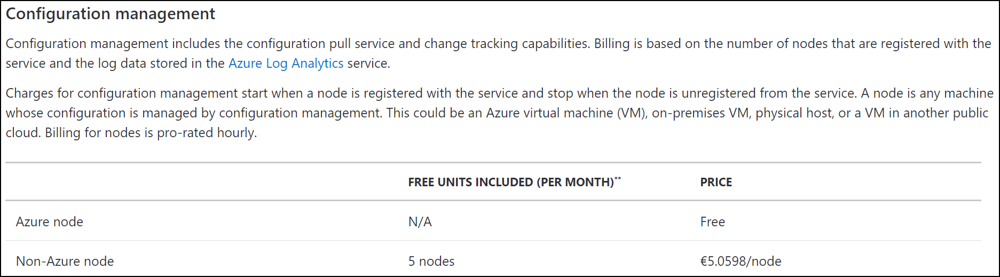 Configuration management
Configuration management includes the configuration pull service and change tracking capabilities. Billing is based on the number of nodes that are registered with the
service and the log data stored in the Azure Log Analytics service.
Charges for configuration management start when a node is registered with the service and stop when the node is unregistered from the service. A node is any machine
whose configuration is managed by configuration management. This could be an Azure virtual machine (VM), on-premises VM, physical host, or a VM in another public
cloud. Billing for nodes is pro-rated hourly.
FREE UNITS INCLUDED (PER MONTH)** PRICE
Azure node N/A Free
Non-Azure node 5 nodes €5.0598/node